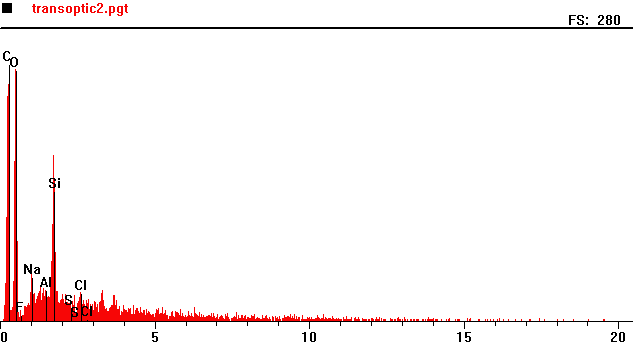 transoptic2.pgt
FS: 280
C O
Si
Na
Al
Cl
S
F
S Cl
0 5 10 15 20